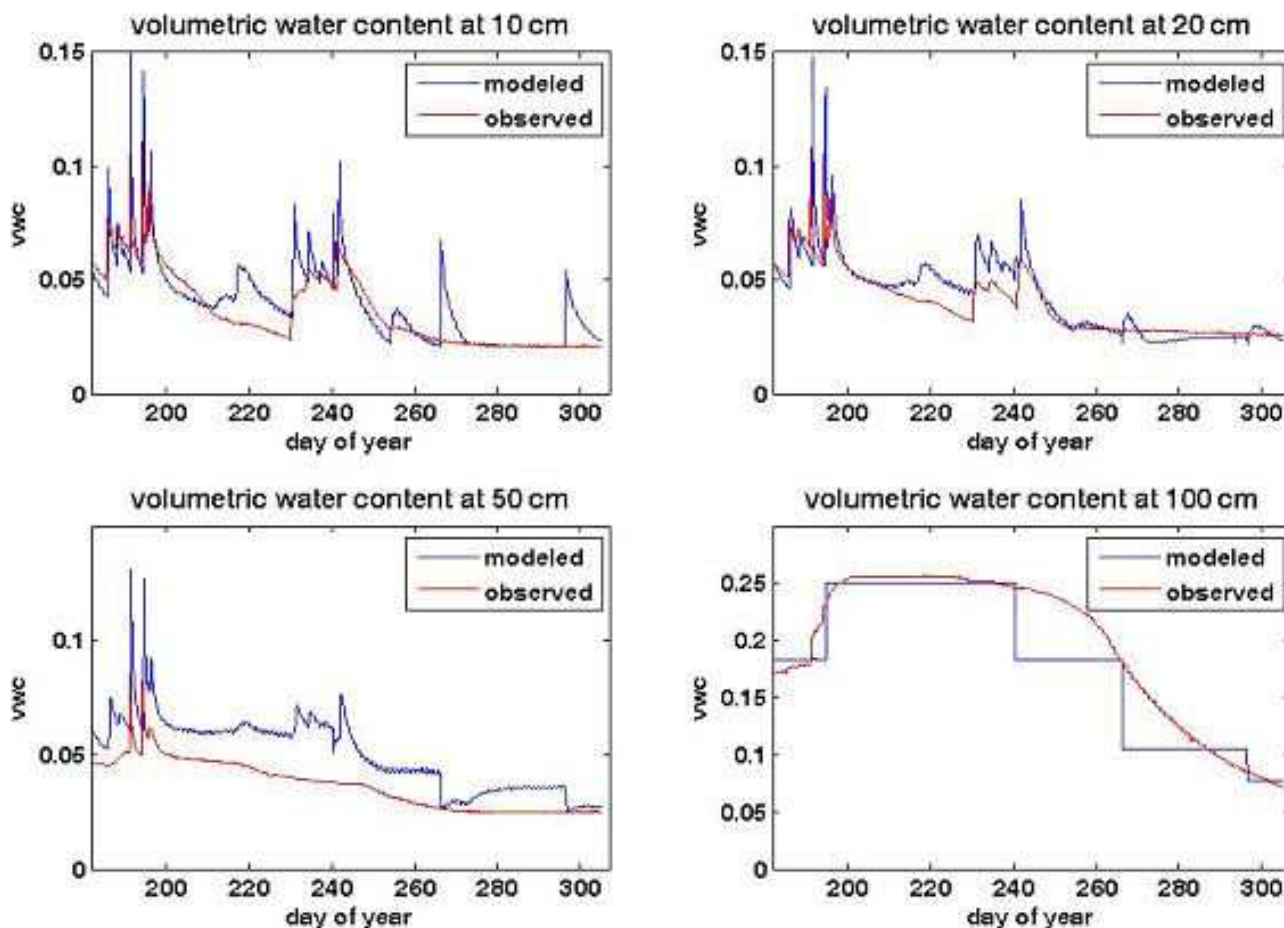 volumetric water content at 10 cm
0.15
0.1
0.05
0
vwc
modeled
observed
200 220 240 260 280 300
day of year
volumetric water content at 20 cm
0.15
0.1
0.05
0
vwc
modeled
observed
200 220 240 260 280 300
day of year
volumetric water content at 50 cm
0.1
0.05
0
vwc
modeled
observed
200 220 240 260 280 300
day of year
volumetric water content at 100 cm
0.25
0.2
0.15
0.1
0.05
0
vwc
modeled
observed
200 220 240 260 280 300
day of year